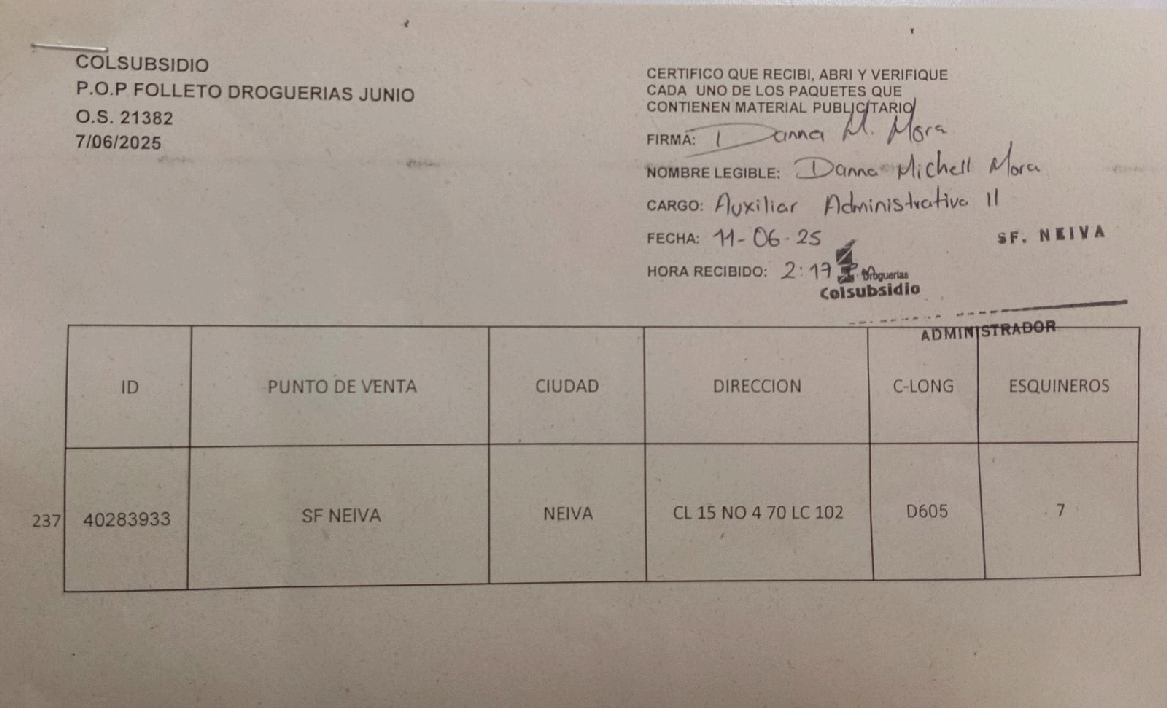 COLSUBSIDIO
P.O.P FOLLETO DROGUERIAS JUNIO
O.S. 21382
7/06/2025
CERTIFICO QUE RECIBI, ABRI Y VERIFIQUE
CADA UNO DE LOS PAQUETES QUE
CONTIENEN MATERIAL PUBLICITARIO
FIRMA: Danna M. Mora
NOMBRE LEGIBLE: Danna Michell Mora
CARGO: Auxiliar Administrativa II
FECHA: 11-06-25
HORA RECIBIDO: 2:17
SF. NEIVA
Droguerias
Colsubsidio
ADMINISTRADOR
ID PUNTO DE VENTA CIUDAD DIRECCION C-LONG ESQUINEROS
237 40283933 SF NEIVA NEIVA CL 15 NO 4 70 LC 102 D605 7